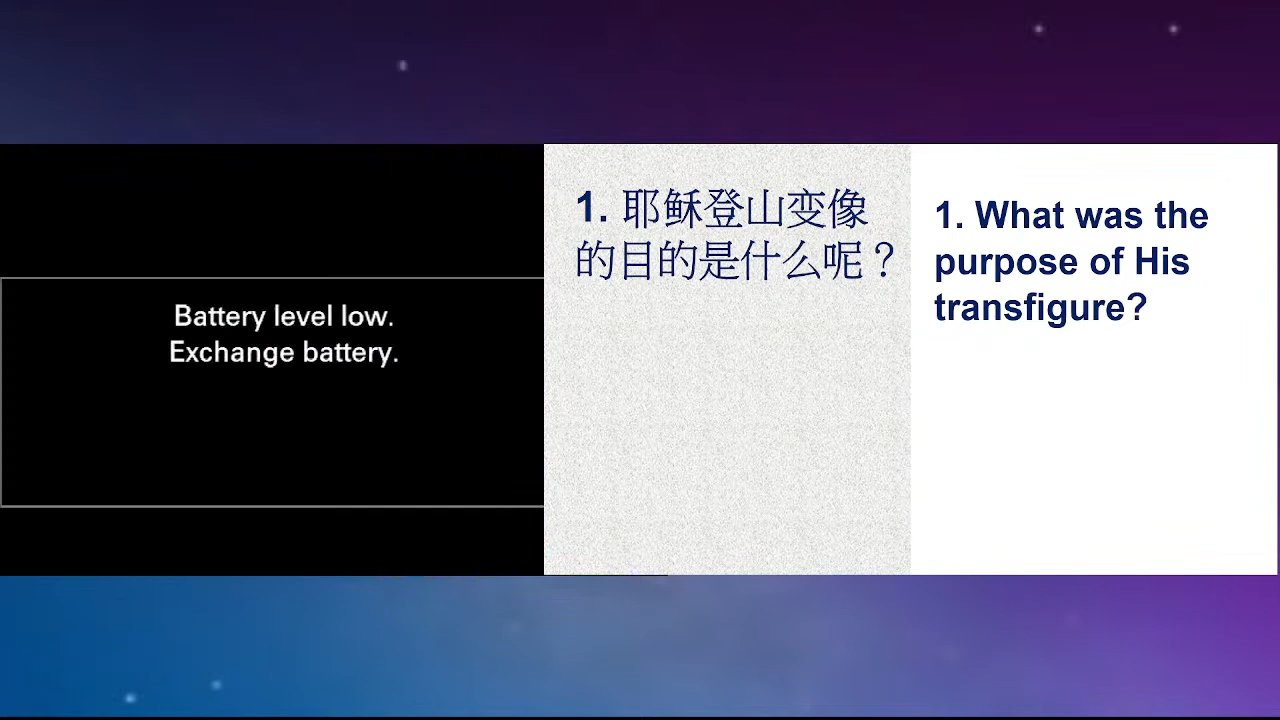 Battery level low.
Exchange battery.
1. 耶稣登山变像
的目的是什么呢？
1. What was the
purpose of His
transfigure?